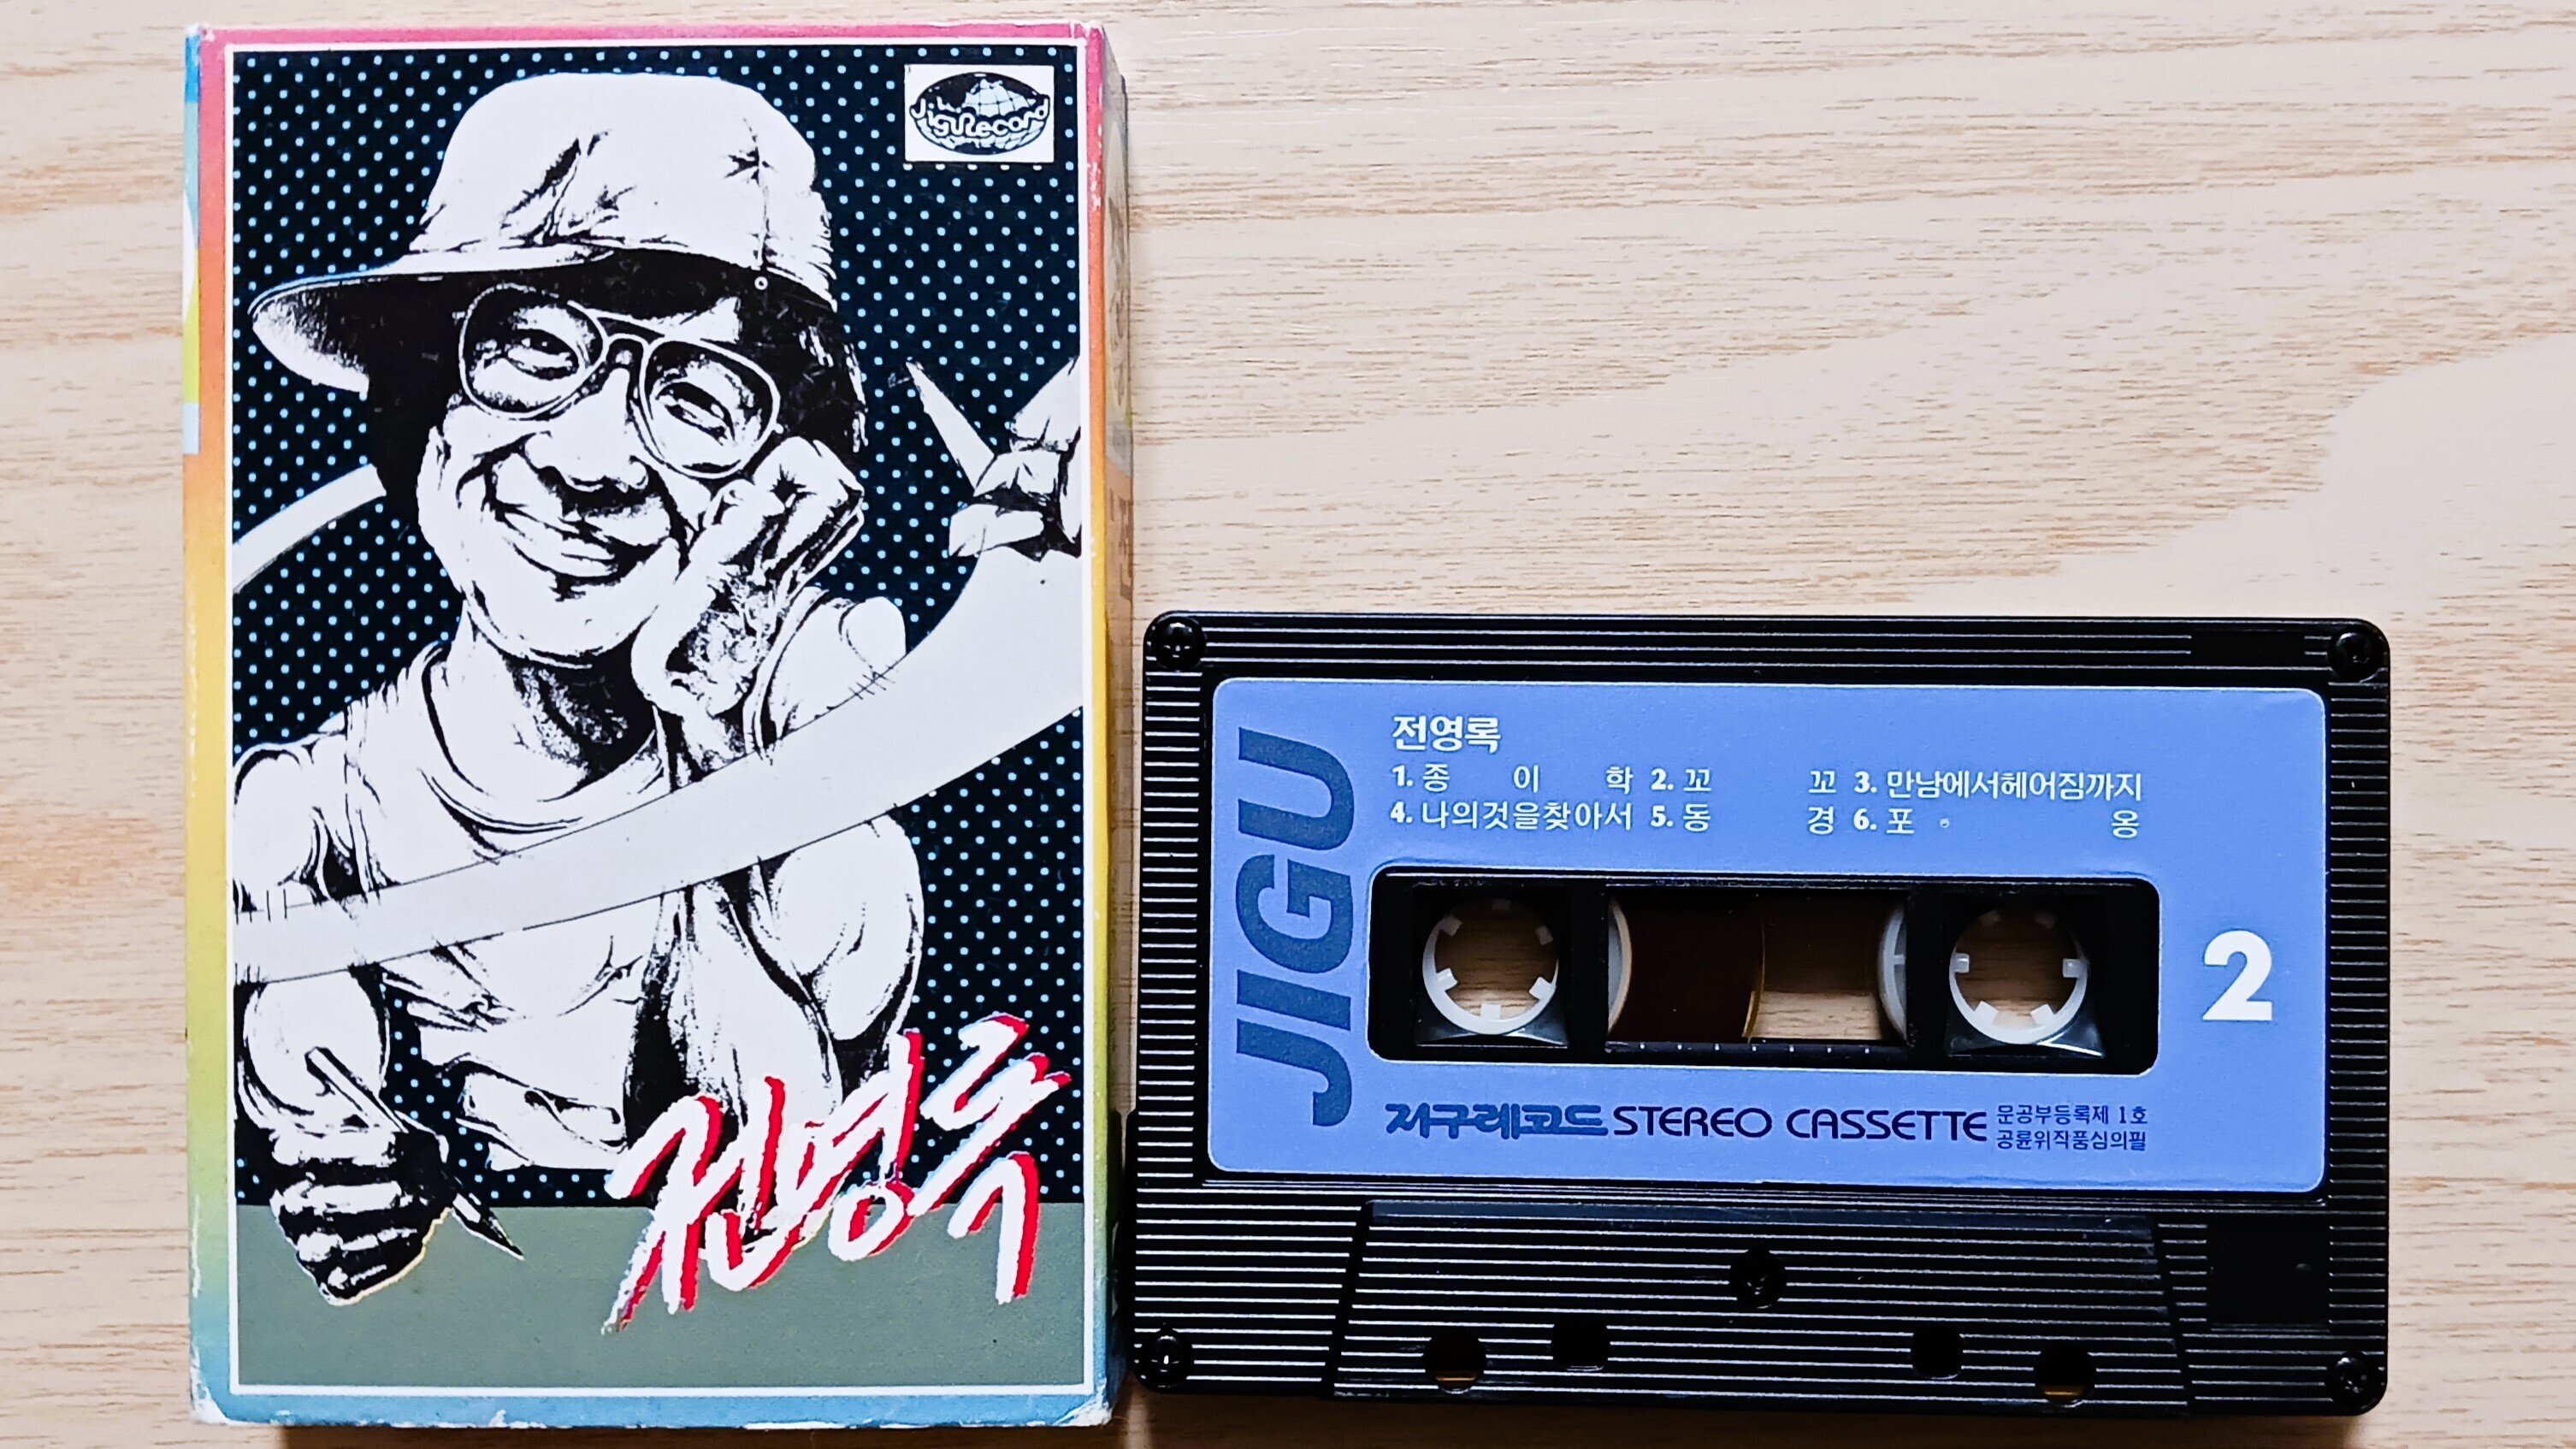 Jigu Record
전영록
JIGU
전영록
1. 종이학 2. 꼬꼬 3. 만남에서헤어짐까지
4. 나의것을찾아서 5. 동경 6. 포옹
2
지구레코드 STEREO CASSETTE 문공부등록제 1호
공륜위작품심의필